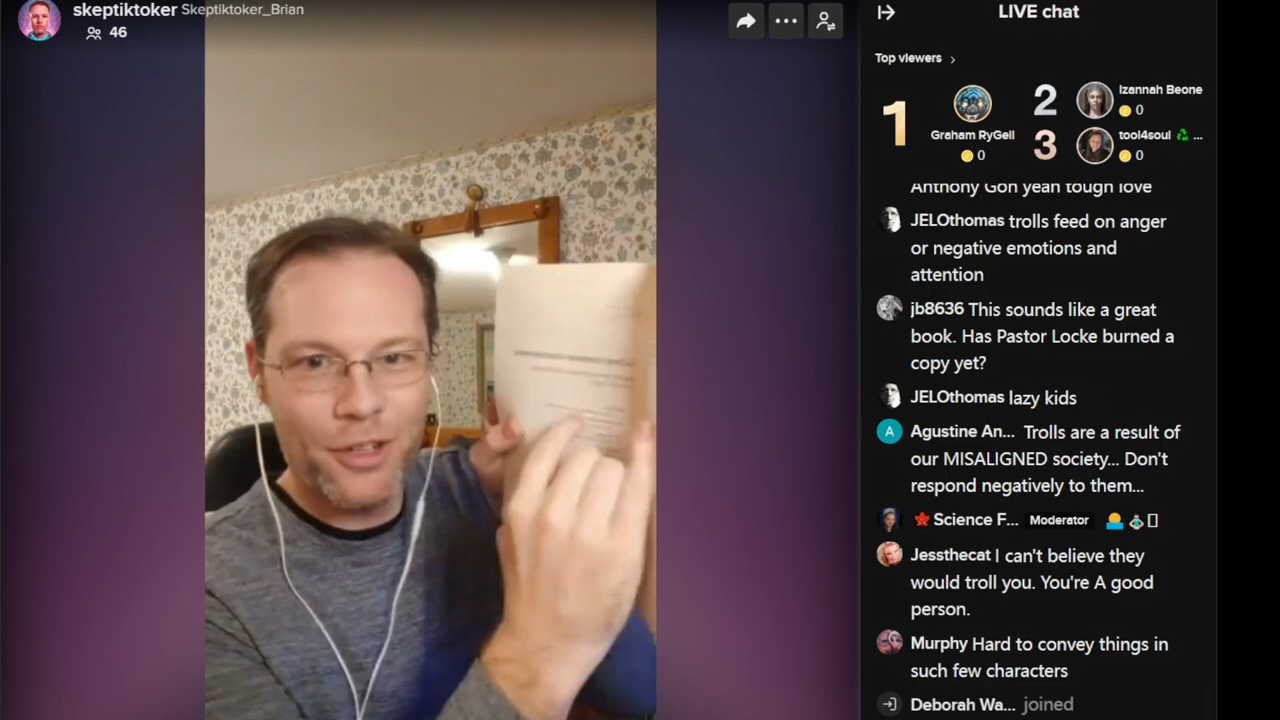 skeptiktoker Skeptiktoker_Brian
46
LIVE chat
Top viewers >
1
Graham RyGell
0
2
Izannah Beone
0
3
tool4soul ...
0
Anthony Gon yeah tough love
JELOthomas trolls feed on anger
or negative emotions and
attention
jb8636 This sounds like a great
book. Has Pastor Locke burned a
copy yet?
JELOthomas lazy kids
A
Agustine An... Trolls are a result of
our MISALIGNED society... Don't
respond negatively to them...
Science F... Moderator
Jessthecat I can't believe they
would troll you. You're A good
person.
Murphy Hard to convey things in
such few characters
Deborah Wa... joined